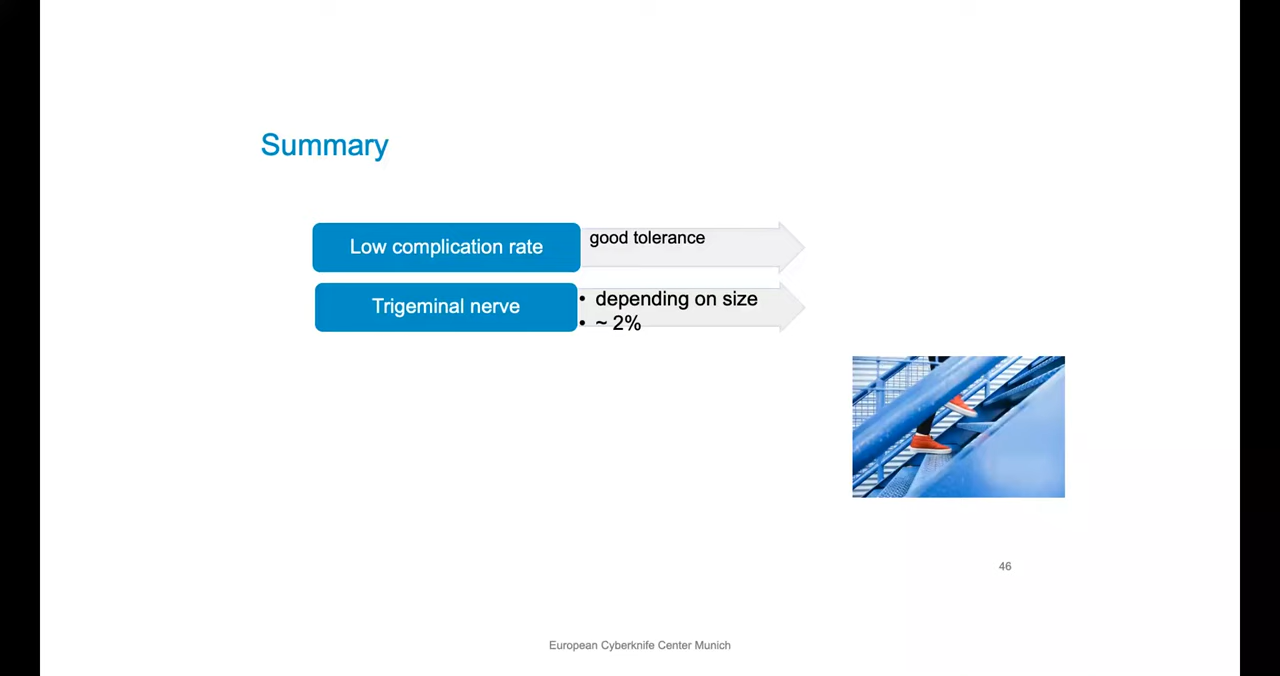 Summary
Low complication rate
good tolerance
Trigeminal nerve
• depending on size
• ~ 2%
46
European Cyberknife Center Munich